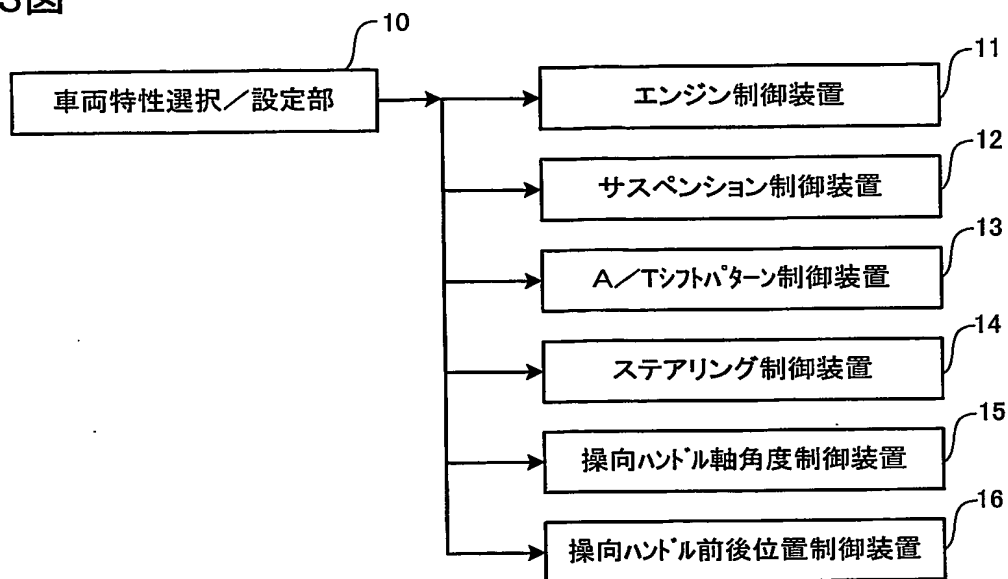 3図
10
車両特性選択／設定部
11
エンジン制御装置
12
サスペンション制御装置
13
A／Tｼﾌﾄﾊﾟﾀｰﾝ制御装置
14
ステアリング制御装置
15
操向ﾊﾝﾄﾞﾙ軸角度制御装置
16
操向ﾊﾝﾄﾞﾙ前後位置制御装置